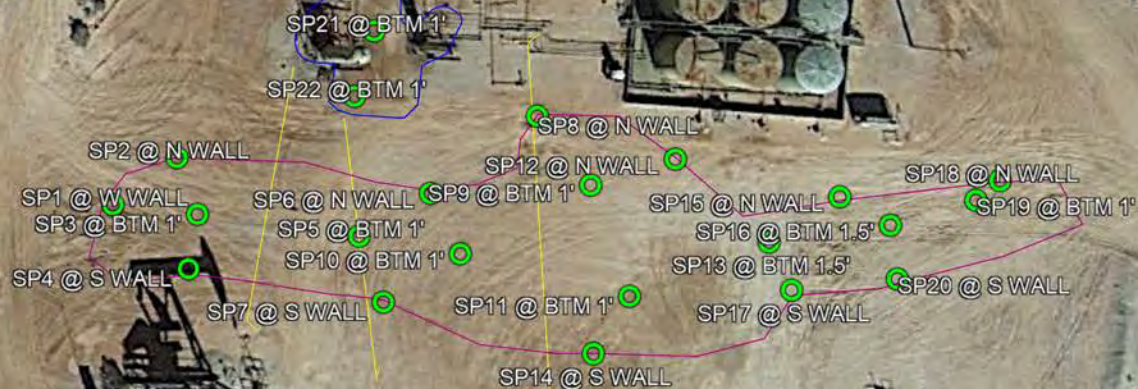 SP21 @ BTM 1'
SP22 @ BTM 1'
SP8 @ N WALL
SP2 @ N WALL
SP12 @ N WALL
SP18 @ N WALL
SP1 @ W WALL
SP6 @ N WALL
SP9 @ BTM 1'
SP15 @ N WALL
SP19 @ BTM 1'
SP3 @ BTM 1'
SP5 @ BTM 1'
SP16 @ BTM 1.5'
SP10 @ BTM 1'
SP13 @ BTM 1.5'
SP4 @ S WALL
SP20 @ S WALL
SP7 @ S WALL
SP11 @ BTM 1'
SP17 @ S WALL
SP14 @ S WALL